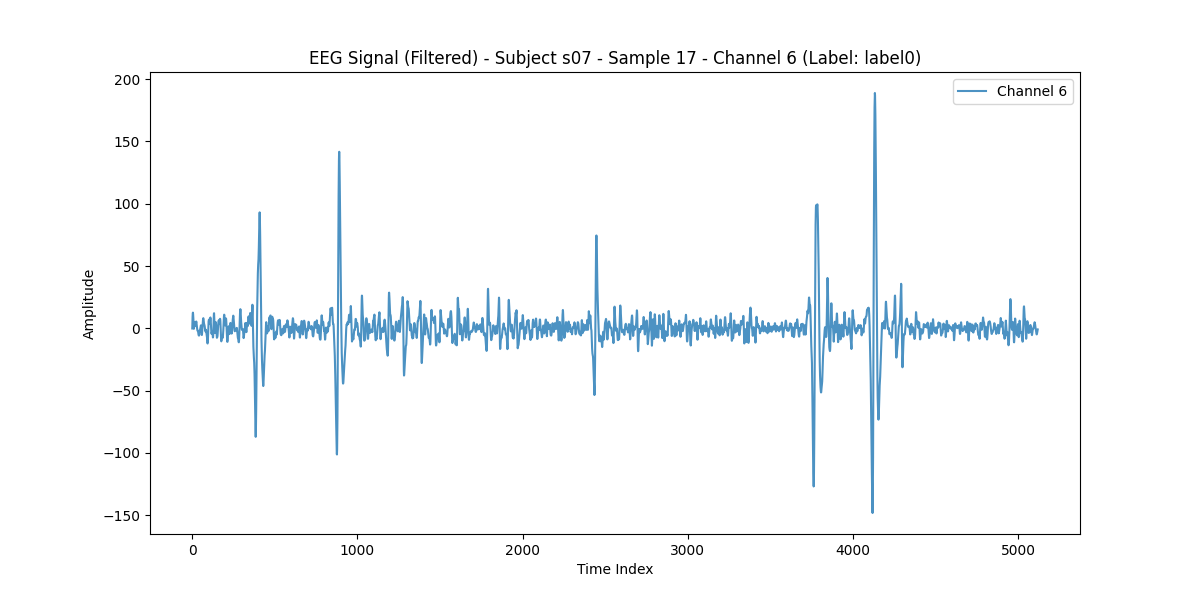 EEG Signal (Filtered) - Subject s07 - Sample 17 - Channel 6 (Label: label0)
Channel 6
200
150
100
50
0
−50
−100
−150
Amplitude
0 1000 2000 3000 4000 5000
Time Index